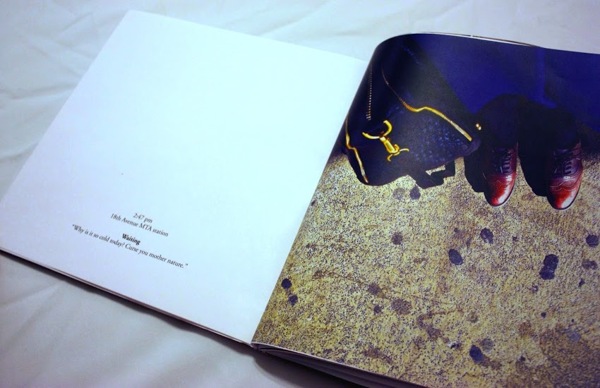 2:47 pm
18th Avenue MTA station
Waiting
"Why is it so cold today? Curse you mother nature."